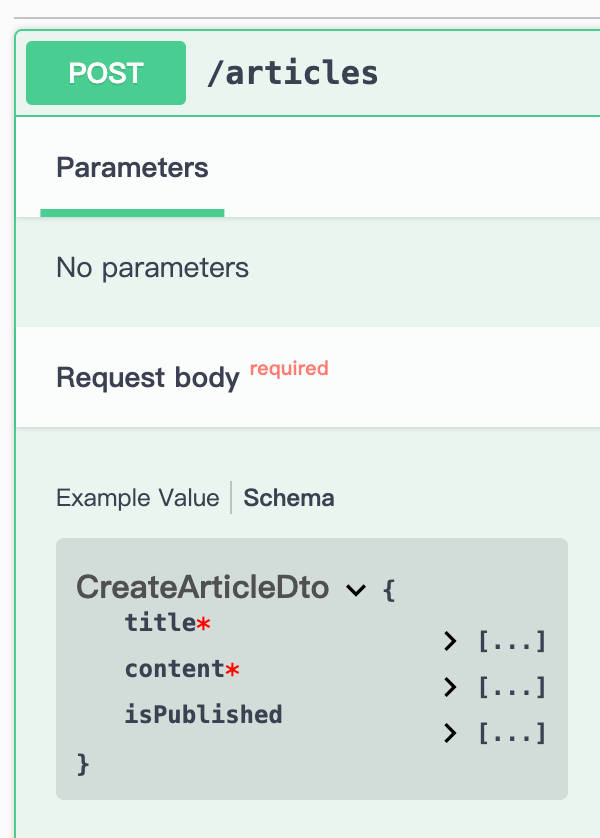 POST /articles
Parameters
No parameters
Request body required
Example Value Schema
CreateArticleDto {
title* [...]
content* [...]
isPublished [...]
}